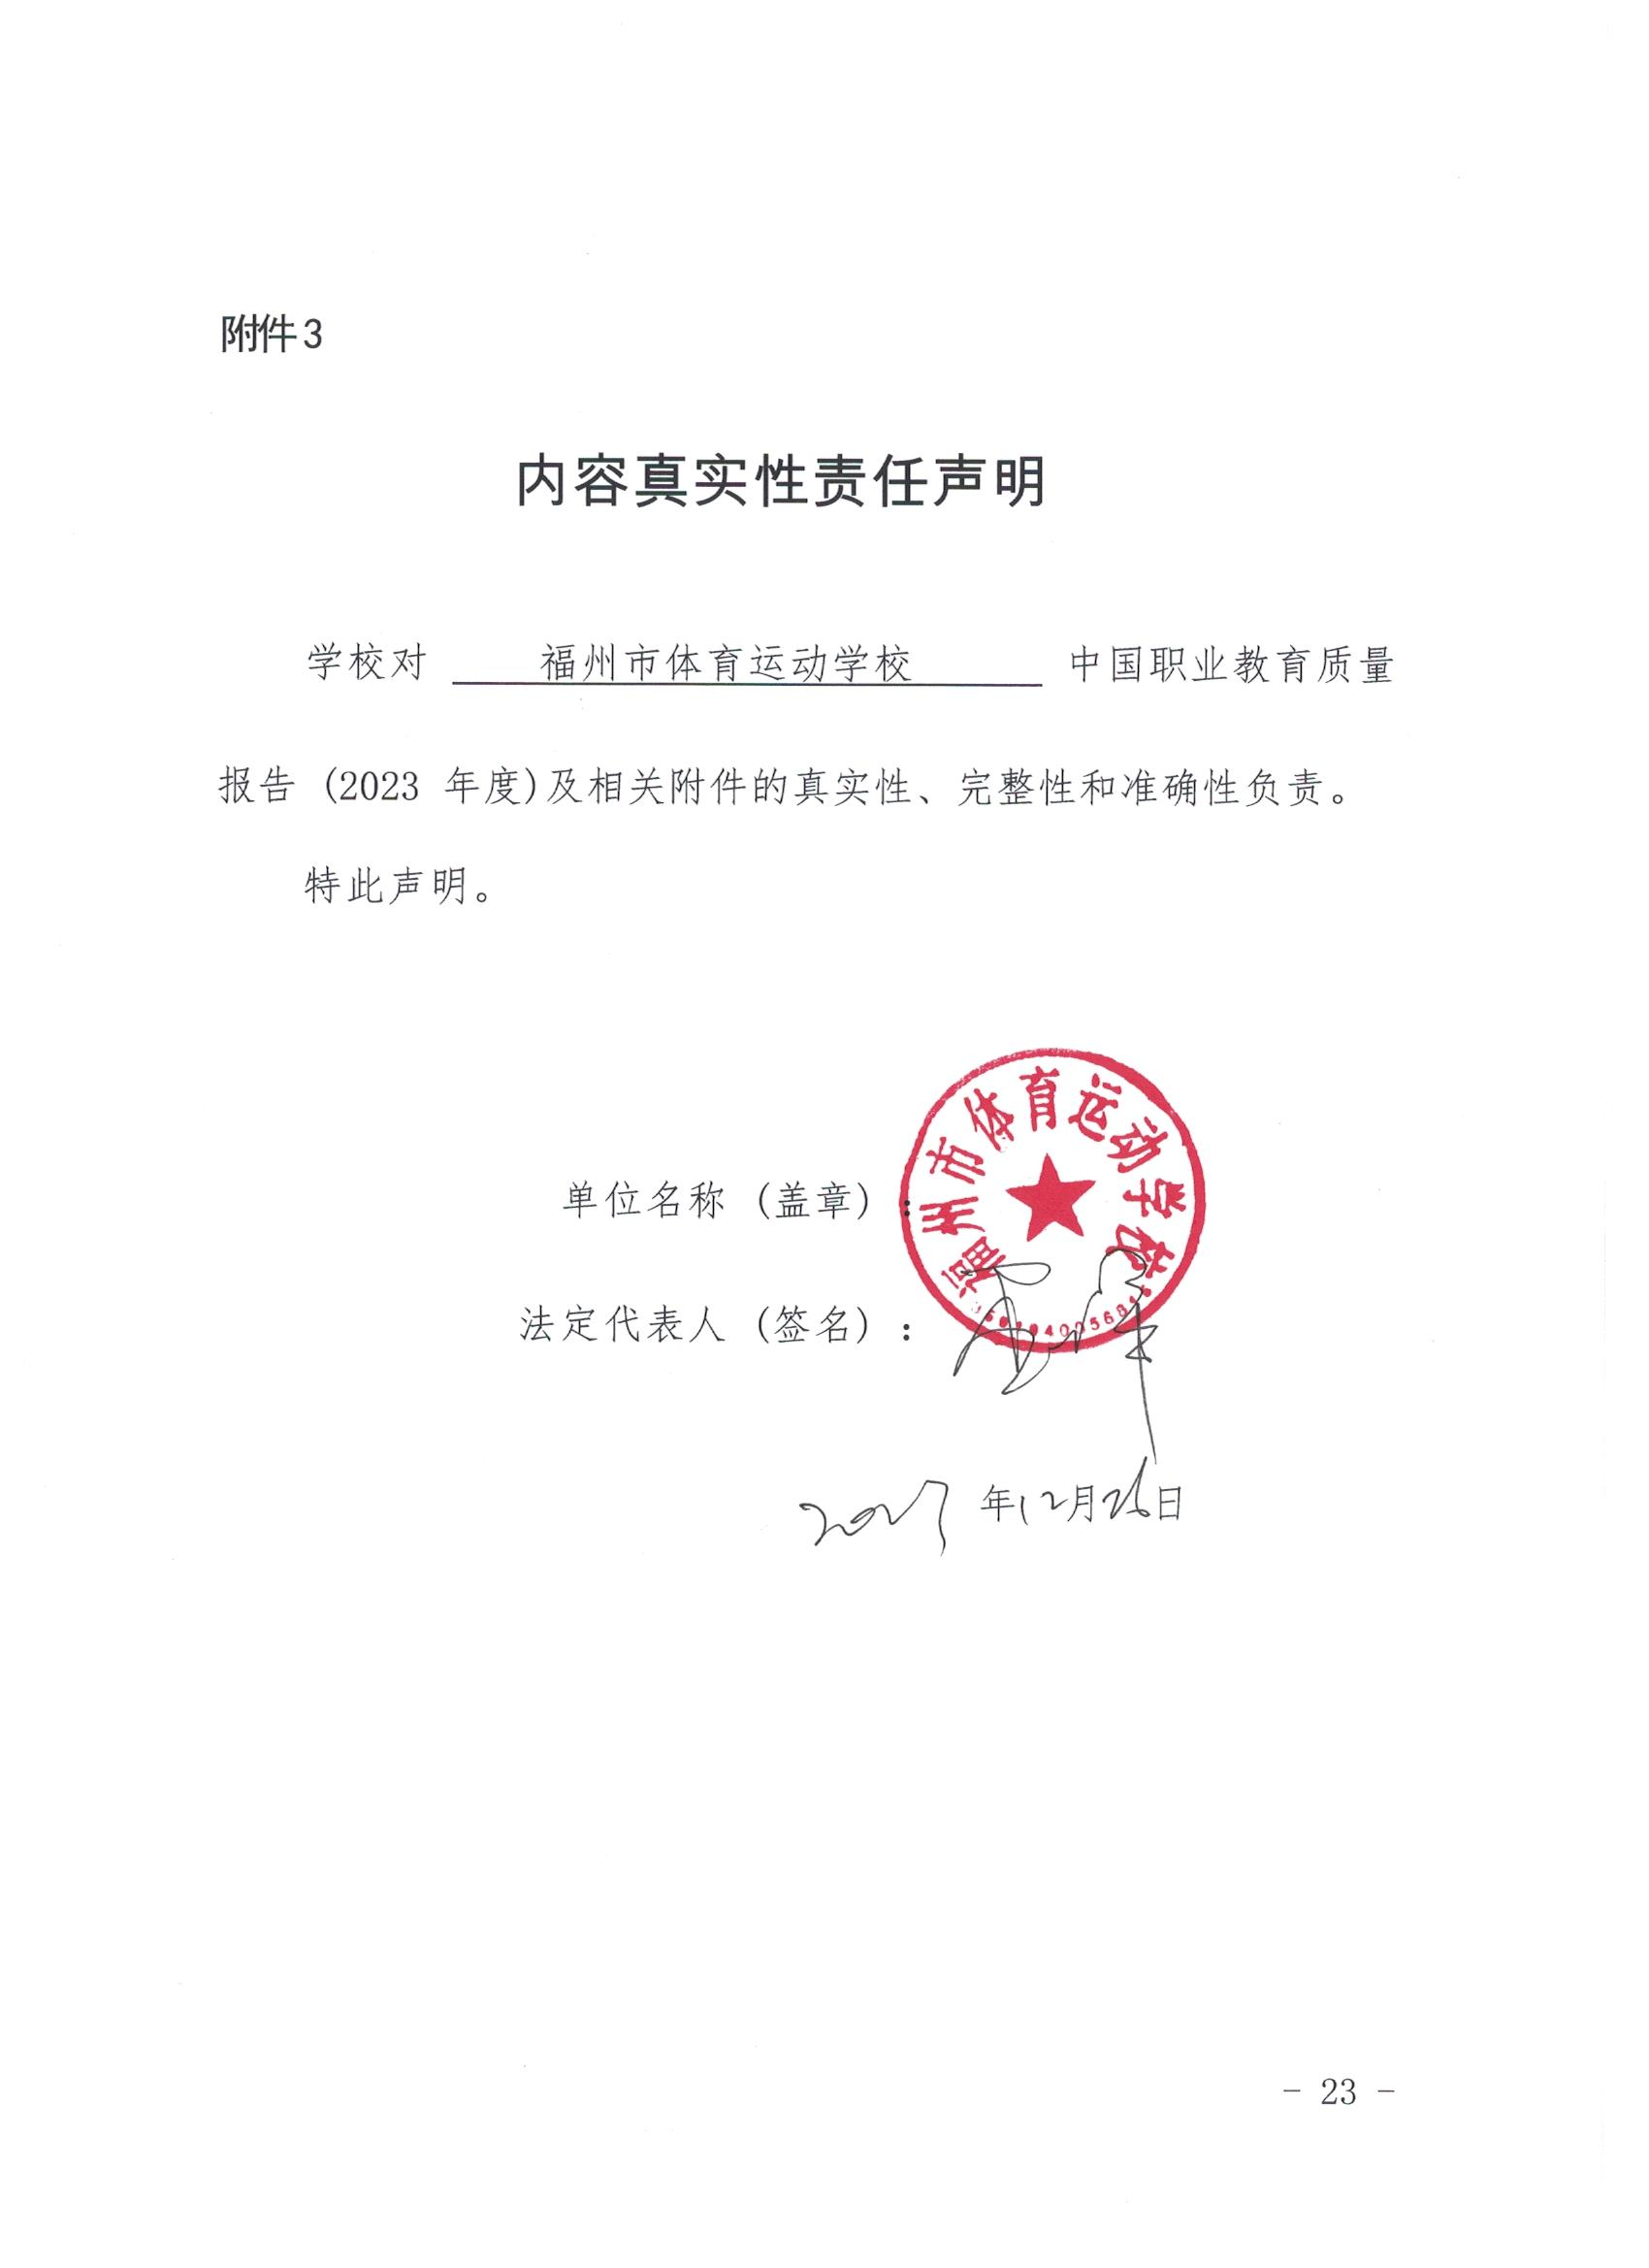 附件3
内容真实性责任声明
学校对 福州市体育运动学校 中国职业教育质量
报告 (2023 年度)及相关附件的真实性、完整性和准确性负责。
特此声明。
福州市体育运动学校
单位名称 (盖章) :
法定代表人 (签名) :
年12月26日
- 23 -